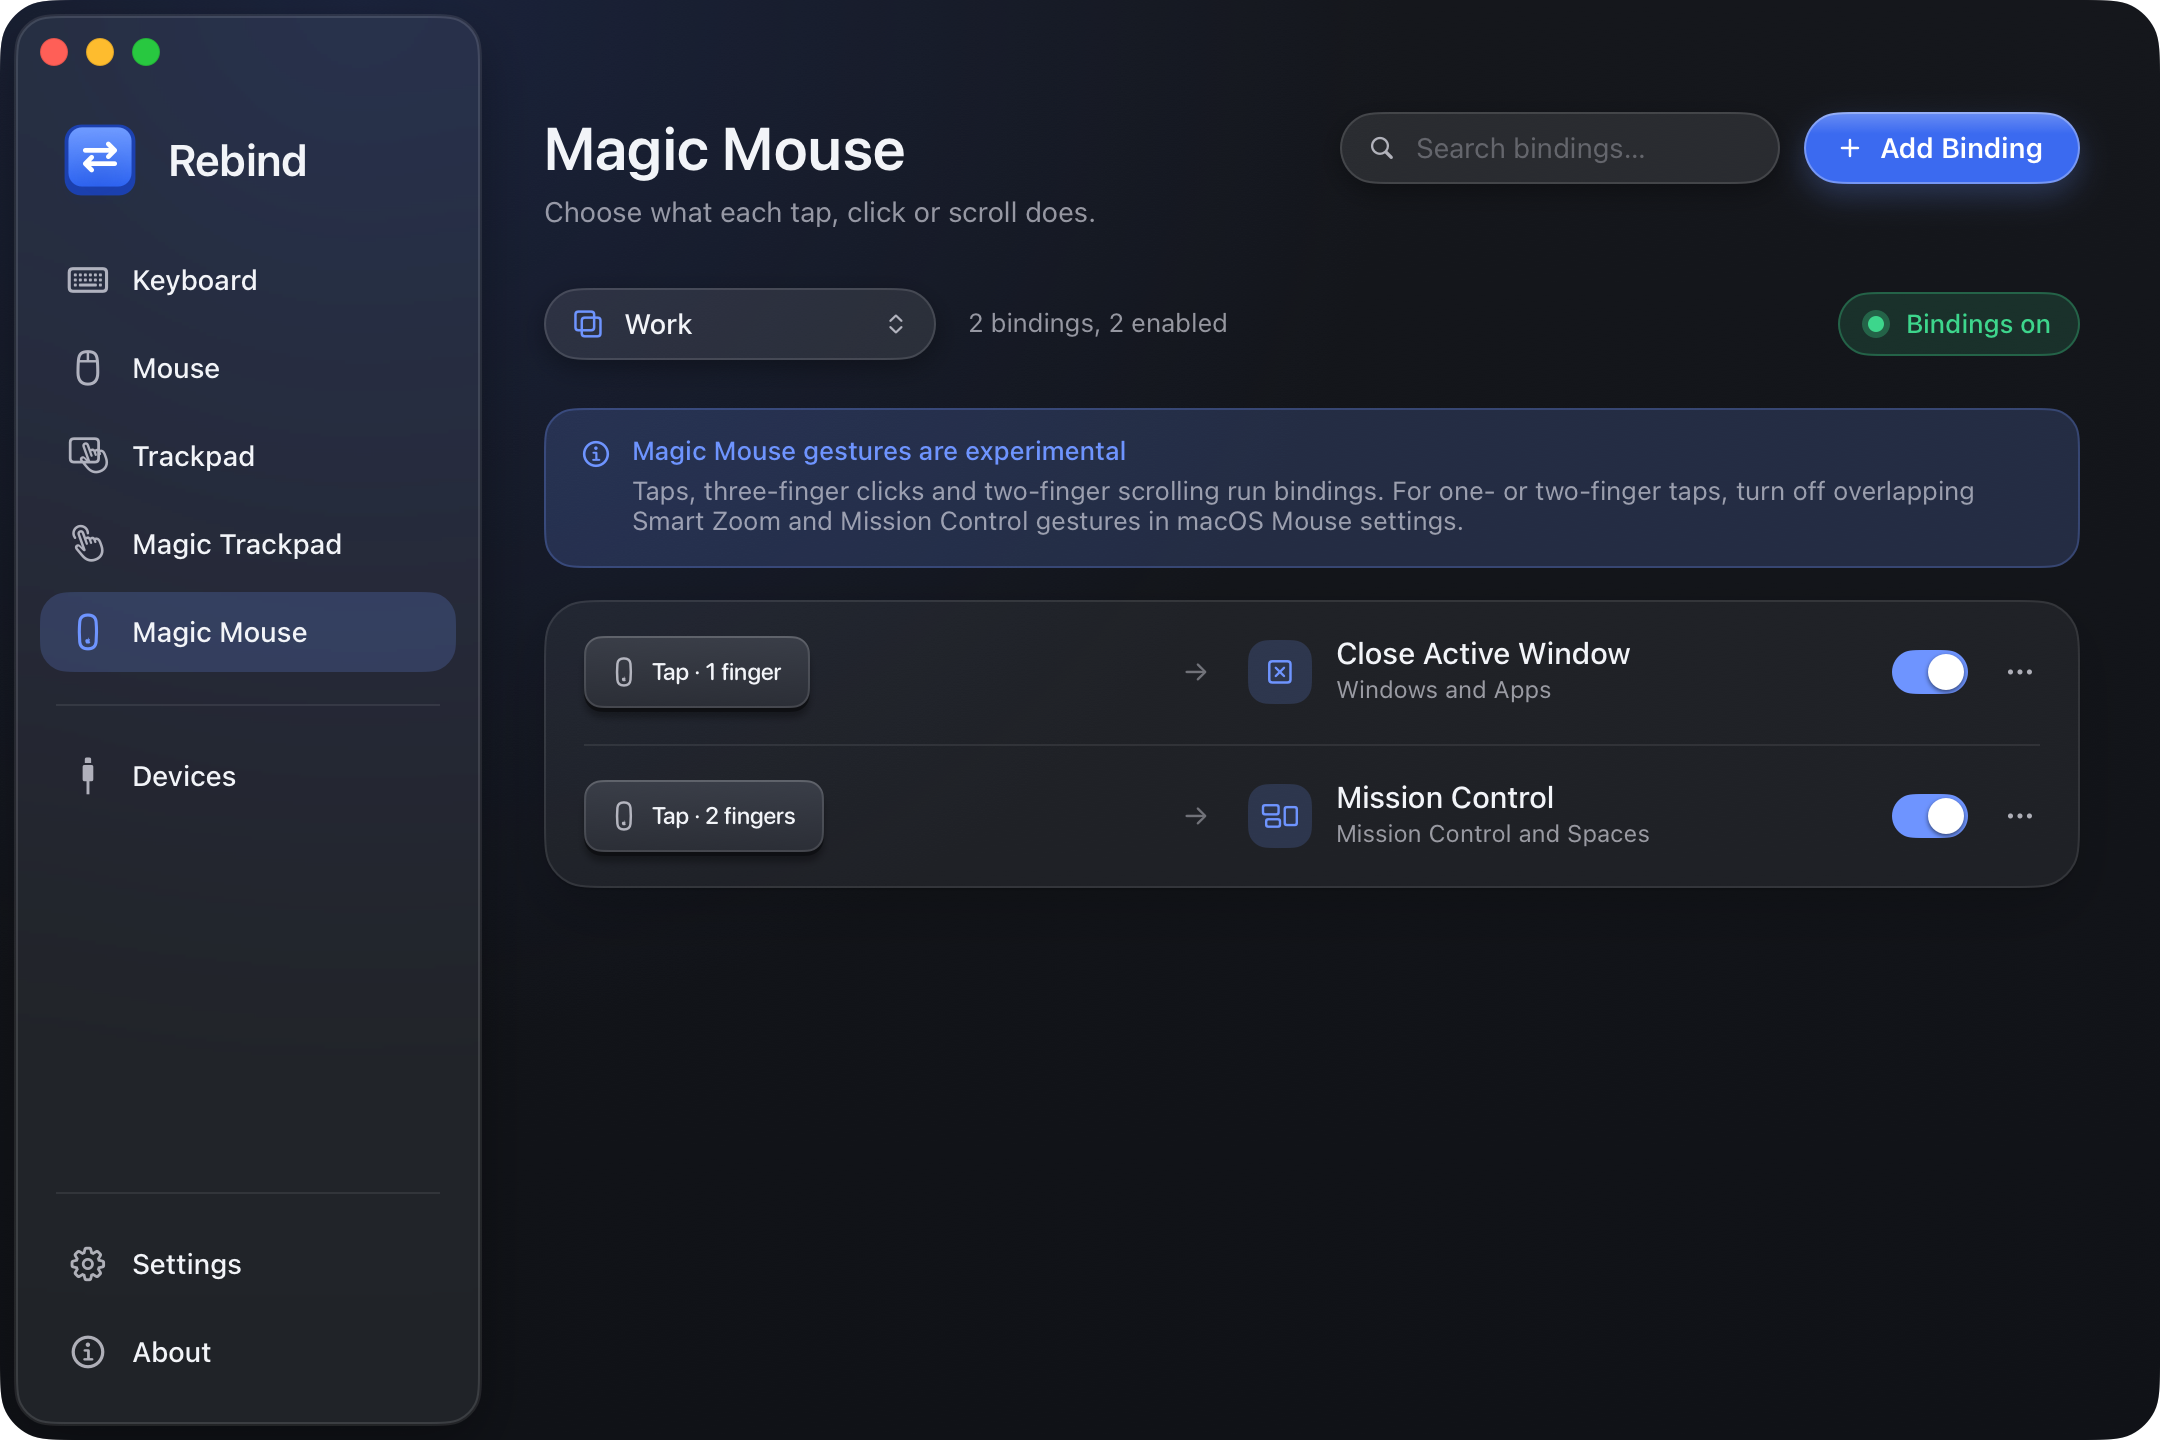 Rebind
Keyboard
Mouse
Trackpad
Magic Trackpad
Magic Mouse
Devices
Settings
About
Magic Mouse
Choose what each tap, click or scroll does.
Search bindings...
+ Add Binding
Work
2 bindings, 2 enabled
Bindings on
Magic Mouse gestures are experimental
Taps, three-finger clicks and two-finger scrolling run bindings. For one- or two-finger taps, turn off overlapping
Smart Zoom and Mission Control gestures in macOS Mouse settings.
Tap · 1 finger
Close Active Window
Windows and Apps
Tap · 2 fingers
Mission Control
Mission Control and Spaces